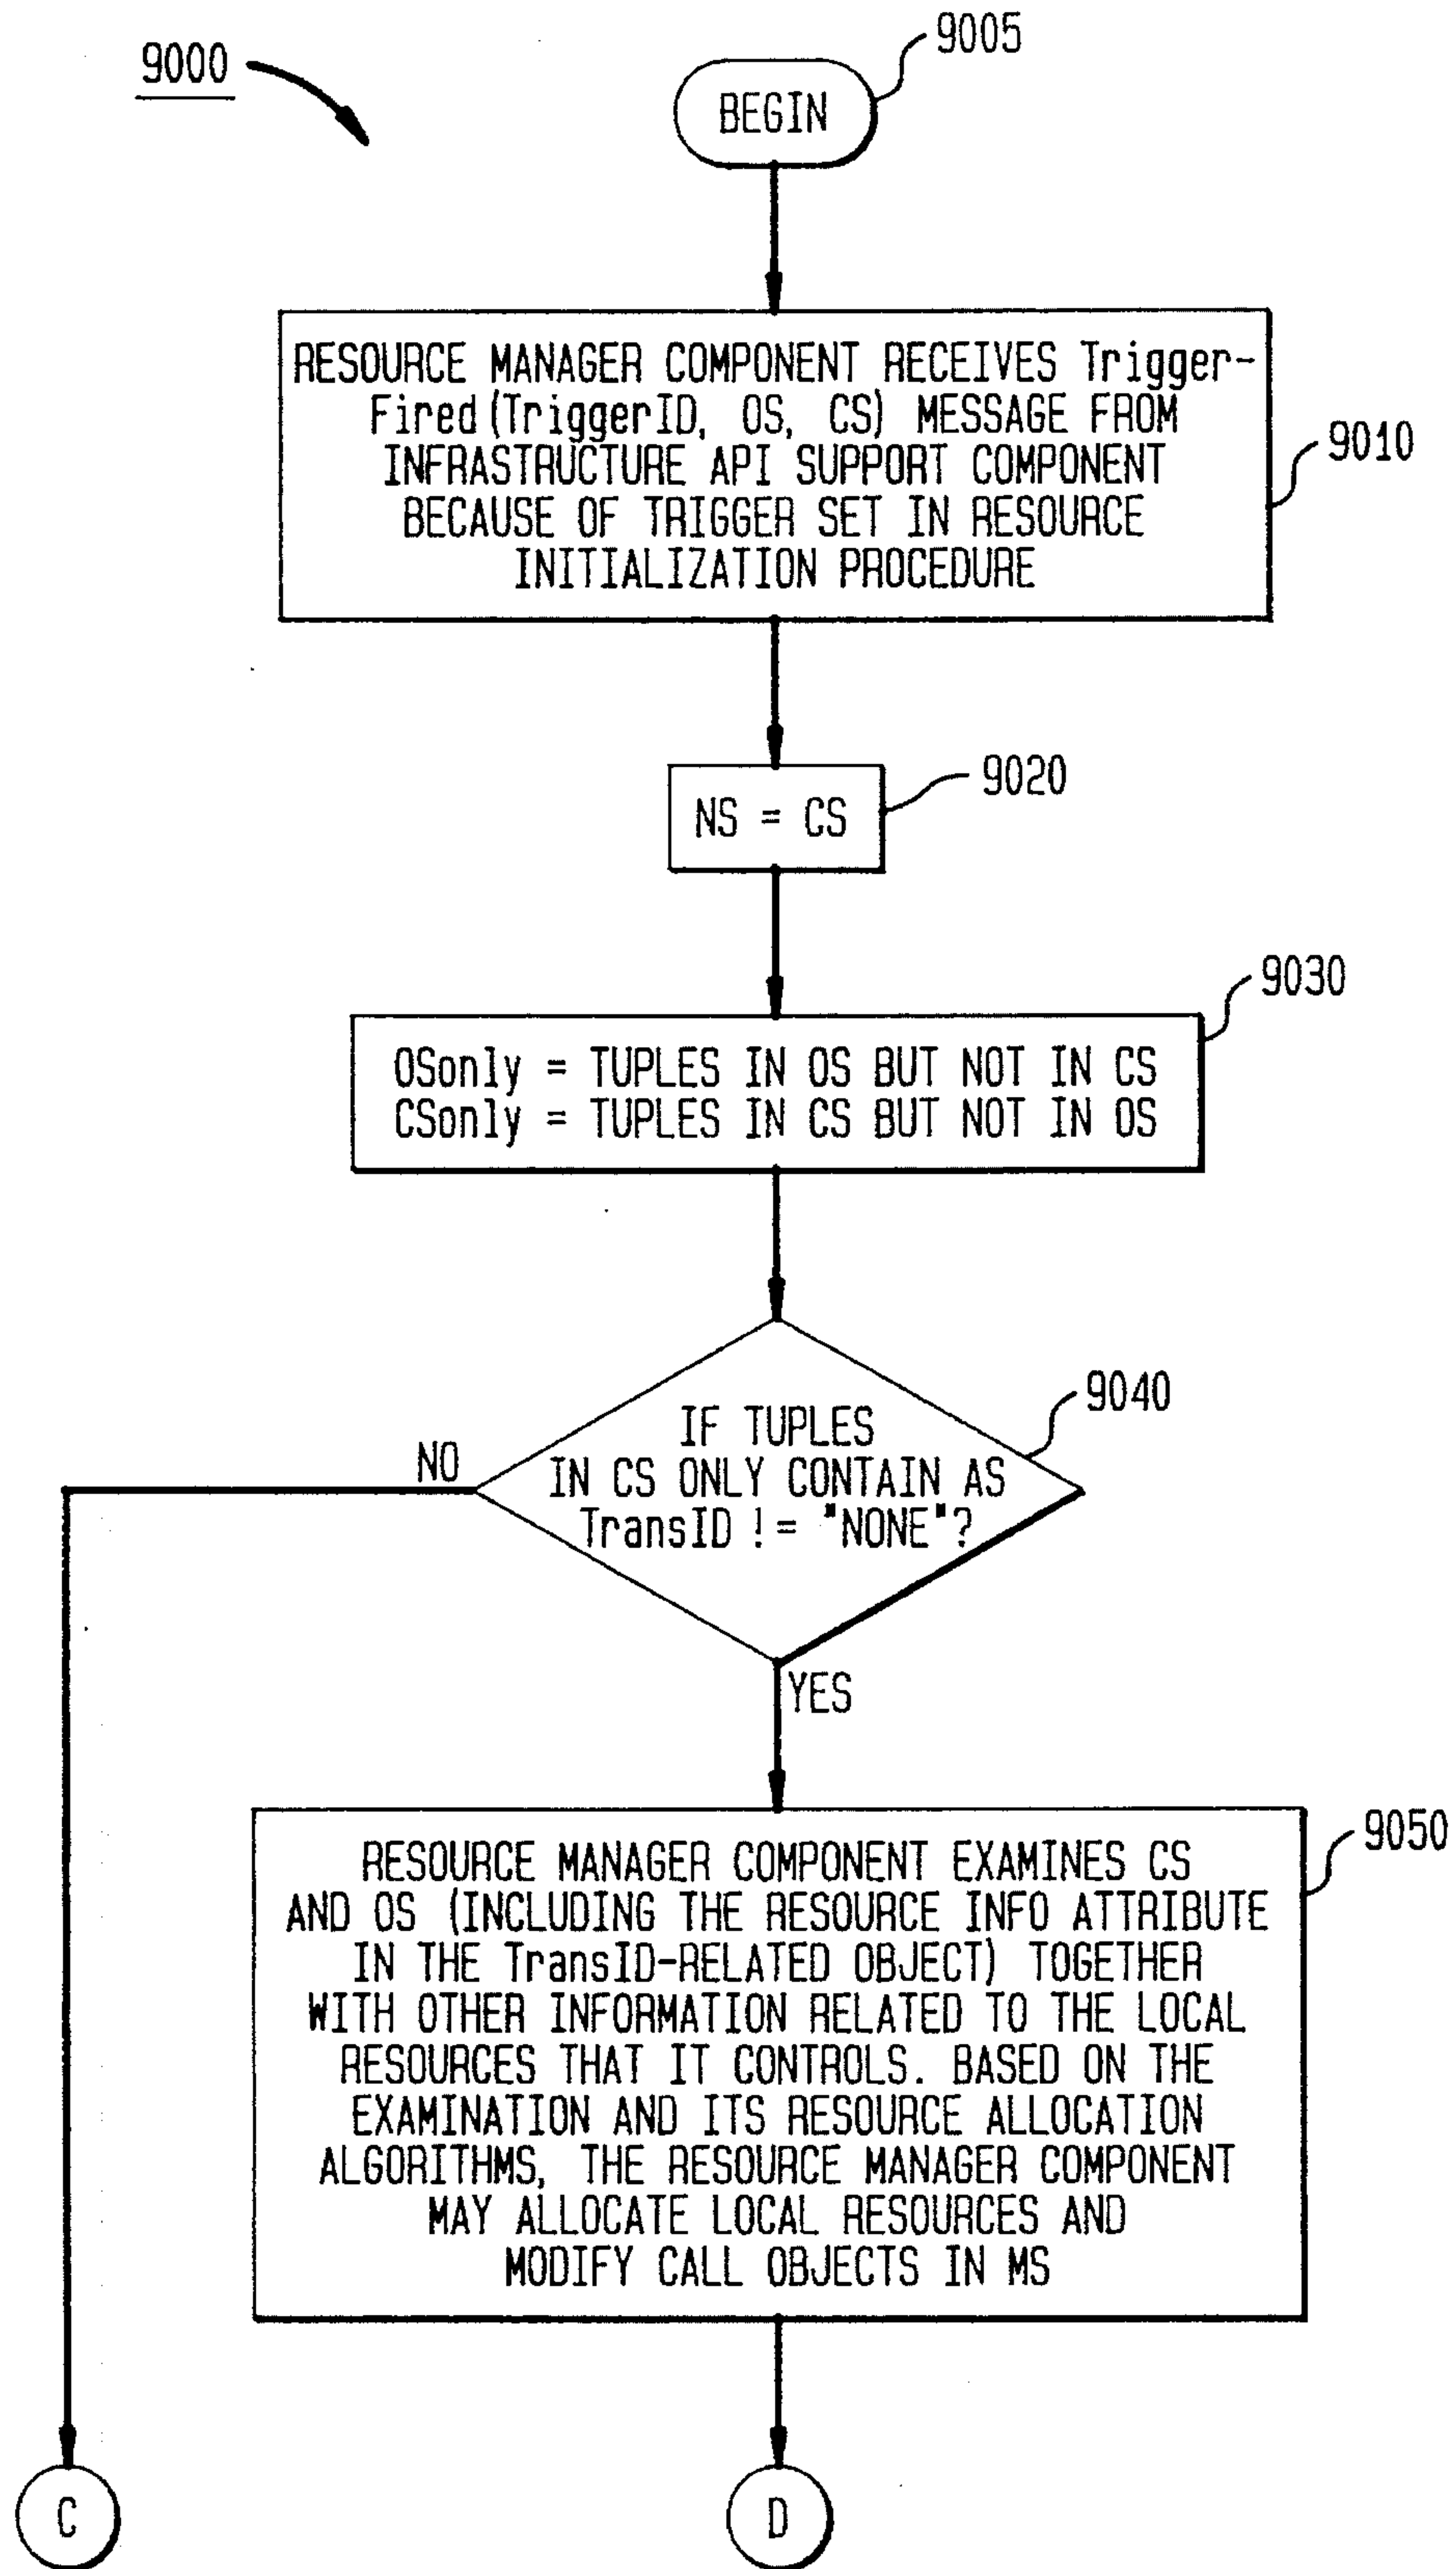 9000
9005
BEGIN
RESOURCE MANAGER COMPONENT RECEIVES Trigger-
Fired (TriggerID, OS, CS) MESSAGE FROM
INFRASTRUCTURE API SUPPORT COMPONENT
BECAUSE OF TRIGGER SET IN RESOURCE
INITIALIZATION PROCEDURE
9010
NS = CS
9020
9030
OSonly = TUPLES IN OS BUT NOT IN CS
CSonly = TUPLES IN CS BUT NOT IN OS
9040
IF TUPLES
IN CS ONLY CONTAIN AS
TransID != "NONE"?
NO
YES
9050
RESOURCE MANAGER COMPONENT EXAMINES CS
AND OS (INCLUDING THE RESOURCE INFO ATTRIBUTE
IN THE TransID-RELATED OBJECT) TOGETHER
WITH OTHER INFORMATION RELATED TO THE LOCAL
RESOURCES THAT IT CONTROLS. BASED ON THE
EXAMINATION AND ITS RESOURCE ALLOCATION
ALGORITHMS, THE RESOURCE MANAGER COMPONENT
MAY ALLOCATE LOCAL RESOURCES AND
MODIFY CALL OBJECTS IN MS
C
D